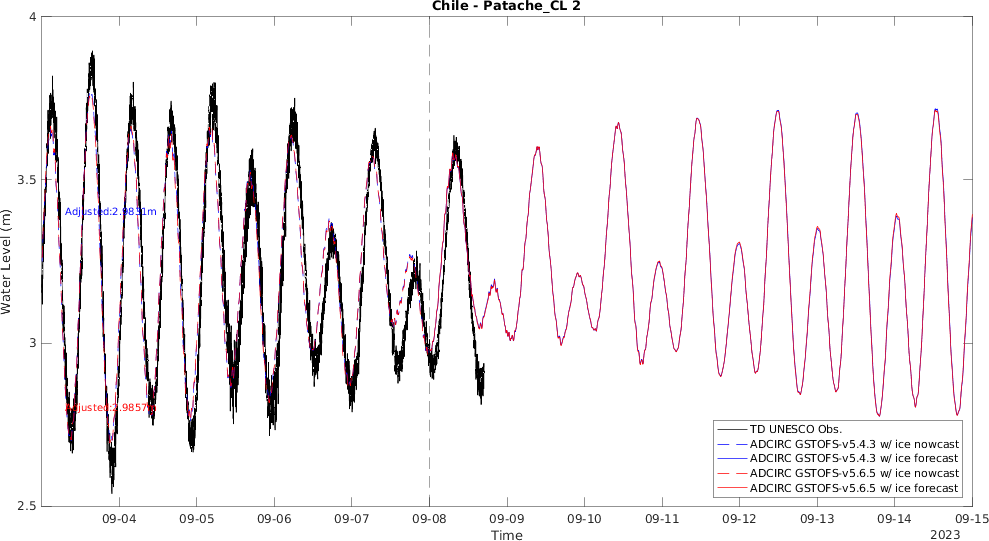 Chile - Patache_CL 2
4
3.5
3
2.5
Water Level (m)
Adjusted:2.9831m
Adjusted:2.9857m
TD UNESCO Obs.
ADCIRC GSTOFS-v5.4.3 w/ ice nowcast
ADCIRC GSTOFS-v5.4.3 w/ ice forecast
ADCIRC GSTOFS-v5.6.5 w/ ice nowcast
ADCIRC GSTOFS-v5.6.5 w/ ice forecast
09-04 09-05 09-06 09-07 09-08 09-09 09-10 09-11 09-12 09-13 09-14 09-15
Time
2023